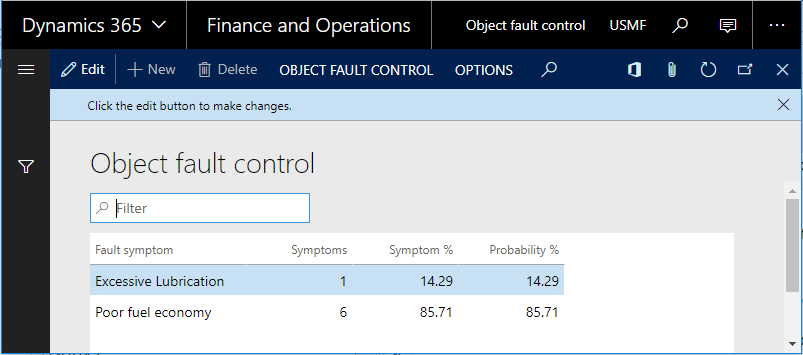 Dynamics 365 Finance and Operations Object fault control USMF
Edit New Delete OBJECT FAULT CONTROL OPTIONS
Click the edit button to make changes.
Object fault control
Filter
Fault symptom Symptoms Symptom % Probability %
Excessive Lubrication 1 14.29 14.29
Poor fuel economy 6 85.71 85.71